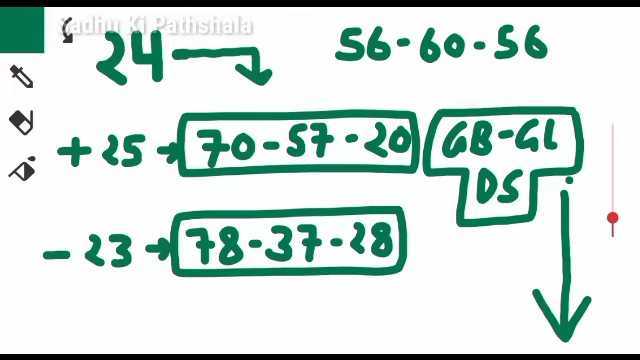 Sadhu Ki Pathshala
24 56-60-56
+25 → 70-57-20 GB-GL
DS
-23 → 78-37-28